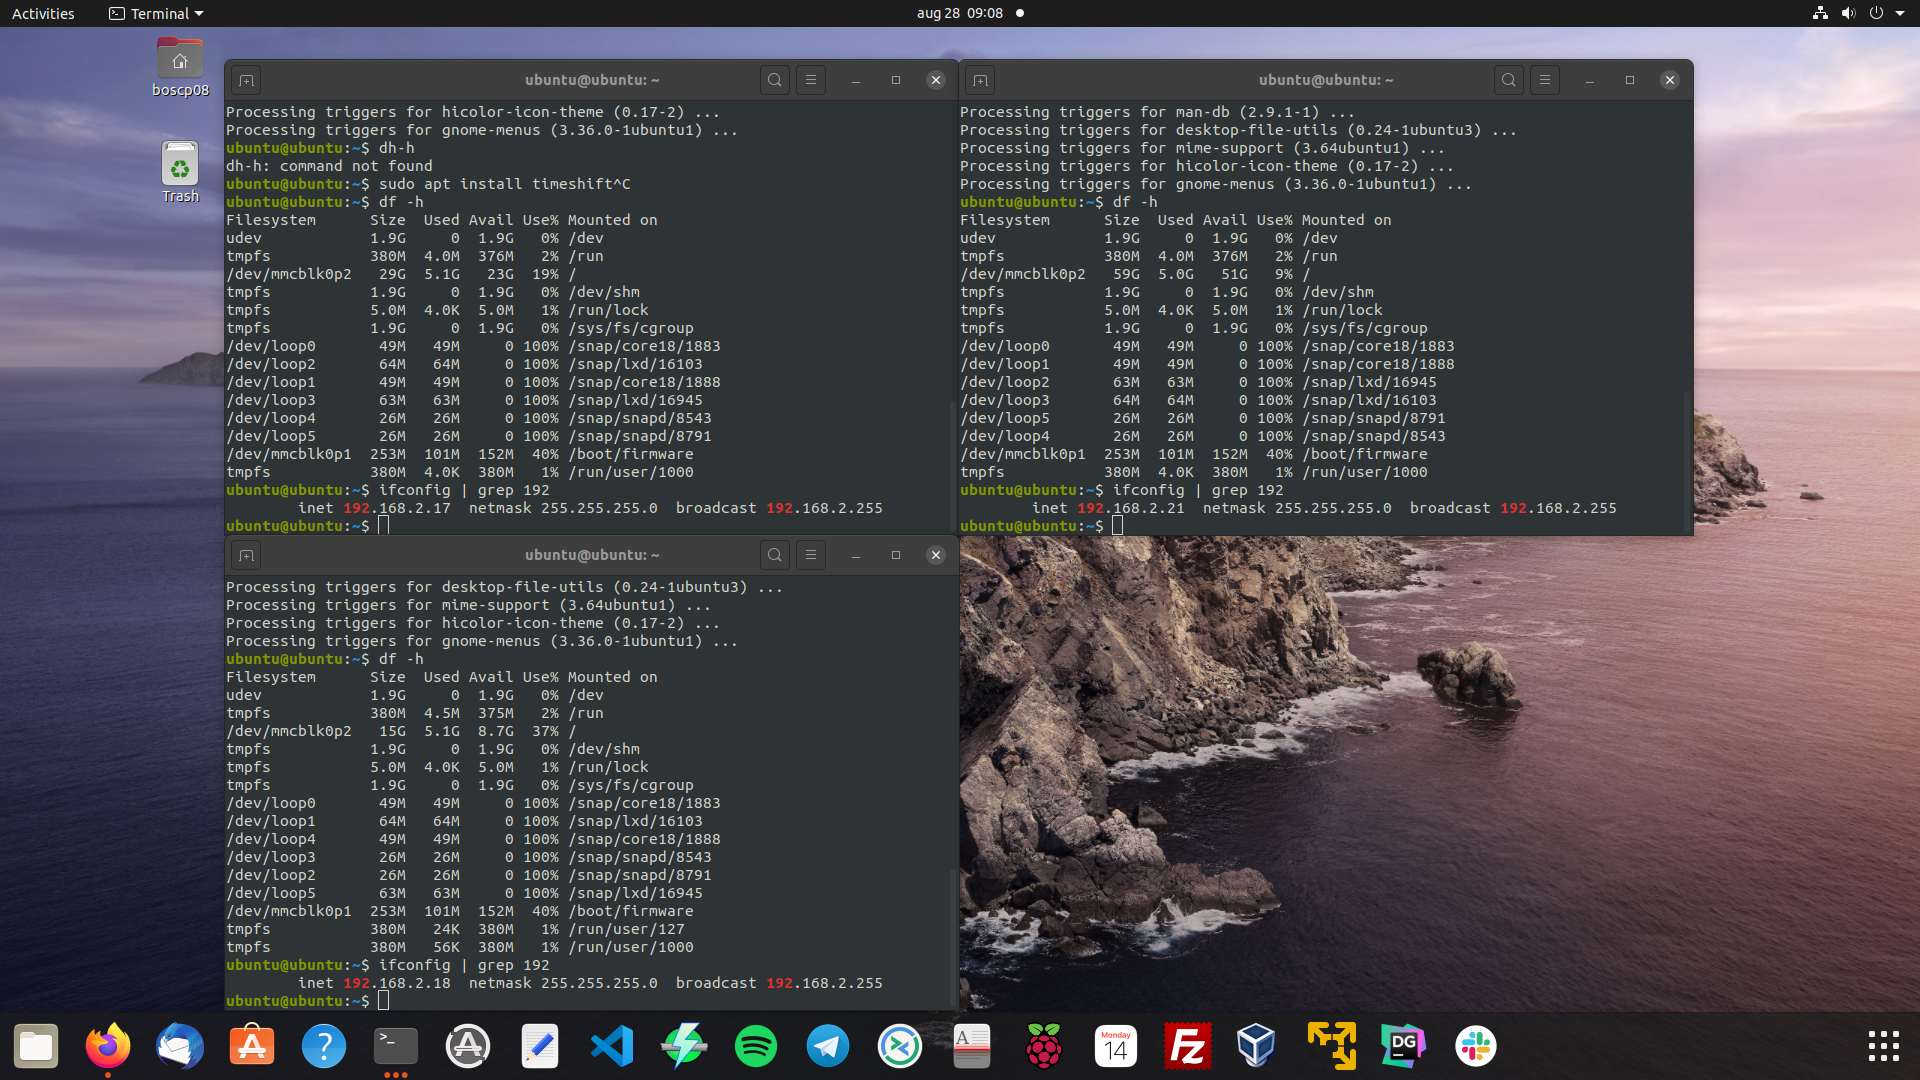 Activities
Terminal
aug 28 09:08
boscp08
Trash
ubuntu@ubuntu: ~
Processing triggers for hicolor-icon-theme (0.17-2) ...
Processing triggers for gnome-menus (3.36.0-1ubuntu1) ...
ubuntu@ubuntu:~$ dh-h
dh-h: command not found
ubuntu@ubuntu:~$ sudo apt install timeshift^C
ubuntu@ubuntu:~$ df -h
Filesystem      Size  Used Avail Use% Mounted on
udev            1.9G     0  1.9G   0% /dev
tmpfs           380M  4.0M  376M   2% /run
/dev/mmcblk0p2   29G  5.1G   23G  19% /
tmpfs           1.9G     0  1.9G   0% /dev/shm
tmpfs           5.0M  4.0K  5.0M   1% /run/lock
tmpfs           1.9G     0  1.9G   0% /sys/fs/cgroup
/dev/loop0       49M   49M     0 100% /snap/core18/1883
/dev/loop2       64M   64M     0 100% /snap/lxd/16103
/dev/loop1       49M   49M     0 100% /snap/core18/1888
/dev/loop3       63M   63M     0 100% /snap/lxd/16945
/dev/loop4       26M   26M     0 100% /snap/snapd/8543
/dev/loop5       26M   26M     0 100% /snap/snapd/8791
/dev/mmcblk0p1  253M  101M  152M  40% /boot/firmware
tmpfs           380M  4.0K  380M   1% /run/user/1000
ubuntu@ubuntu:~$ ifconfig | grep 192
        inet 192.168.2.17  netmask 255.255.255.0  broadcast 192.168.2.255
ubuntu@ubuntu:~$
ubuntu@ubuntu: ~
Processing triggers for man-db (2.9.1-1) ...
Processing triggers for desktop-file-utils (0.24-1ubuntu3) ...
Processing triggers for mime-support (3.64ubuntu1) ...
Processing triggers for hicolor-icon-theme (0.17-2) ...
Processing triggers for gnome-menus (3.36.0-1ubuntu1) ...
ubuntu@ubuntu:~$ df -h
Filesystem      Size  Used Avail Use% Mounted on
udev            1.9G     0  1.9G   0% /dev
tmpfs           380M  4.0M  376M   2% /run
/dev/mmcblk0p2   59G  5.0G   51G   9% /
tmpfs           1.9G     0  1.9G   0% /dev/shm
tmpfs           5.0M  4.0K  5.0M   1% /run/lock
tmpfs           1.9G     0  1.9G   0% /sys/fs/cgroup
/dev/loop0       49M   49M     0 100% /snap/core18/1883
/dev/loop1       49M   49M     0 100% /snap/core18/1888
/dev/loop2       63M   63M     0 100% /snap/lxd/16945
/dev/loop3       64M   64M     0 100% /snap/lxd/16103
/dev/loop5       26M   26M     0 100% /snap/snapd/8791
/dev/loop4       26M   26M     0 100% /snap/snapd/8543
/dev/mmcblk0p1  253M  101M  152M  40% /boot/firmware
tmpfs           380M  4.0K  380M   1% /run/user/1000
ubuntu@ubuntu:~$ ifconfig | grep 192
        inet 192.168.2.21  netmask 255.255.255.0  broadcast 192.168.2.255
ubuntu@ubuntu:~$
ubuntu@ubuntu: ~
Processing triggers for desktop-file-utils (0.24-1ubuntu3) ...
Processing triggers for mime-support (3.64ubuntu1) ...
Processing triggers for hicolor-icon-theme (0.17-2) ...
Processing triggers for gnome-menus (3.36.0-1ubuntu1) ...
ubuntu@ubuntu:~$ df -h
Filesystem      Size  Used Avail Use% Mounted on
udev            1.9G     0  1.9G   0% /dev
tmpfs           380M  4.5M  375M   2% /run
/dev/mmcblk0p2   15G  5.1G  8.7G  37% /
tmpfs           1.9G     0  1.9G   0% /dev/shm
tmpfs           5.0M  4.0K  5.0M   1% /run/lock
tmpfs           1.9G     0  1.9G   0% /sys/fs/cgroup
/dev/loop0       49M   49M     0 100% /snap/core18/1883
/dev/loop1       64M   64M     0 100% /snap/lxd/16103
/dev/loop4       49M   49M     0 100% /snap/core18/1888
/dev/loop3       26M   26M     0 100% /snap/snapd/8543
/dev/loop2       26M   26M     0 100% /snap/snapd/8791
/dev/loop5       63M   63M     0 100% /snap/lxd/16945
/dev/mmcblk0p1  253M  101M  152M  40% /boot/firmware
tmpfs           380M   24K  380M   1% /run/user/127
tmpfs           380M   56K  380M   1% /run/user/1000
ubuntu@ubuntu:~$ ifconfig | grep 192
        inet 192.168.2.18  netmask 255.255.255.0  broadcast 192.168.2.255
ubuntu@ubuntu:~$
Monday
14
Fz
DG